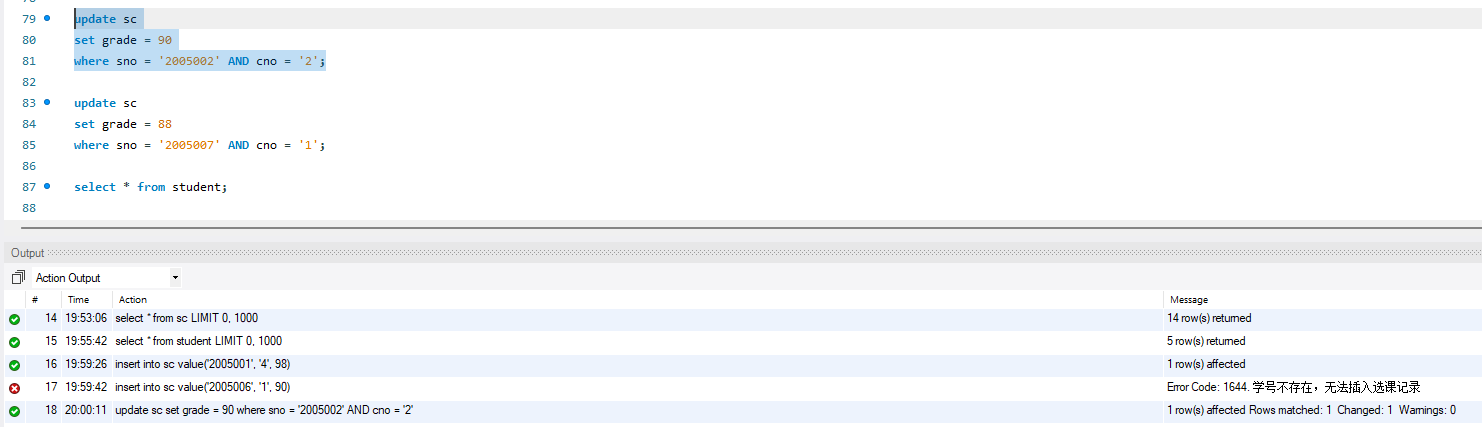 79 update sc
80 set grade = 90
81 where sno = '2005002' AND cno = '2';
82
83 update sc
84 set grade = 88
85 where sno = '2005007' AND cno = '1';
86
87 select * from student;
88
Output
Action Output
# Time Action Message
14 19:53:06 select * from sc LIMIT 0, 1000 14 row(s) returned
15 19:55:42 select * from student LIMIT 0, 1000 5 row(s) returned
16 19:59:26 insert into sc value('2005001', '4', 98) 1 row(s) affected
17 19:59:42 insert into sc value('2005006', '1', 90) Error Code: 1644. 学号不存在，无法插入选课记录
18 20:00:11 update sc set grade = 90 where sno = '2005002' AND cno = '2' 1 row(s) affected Rows matched: 1 Changed: 1 Warnings: 0